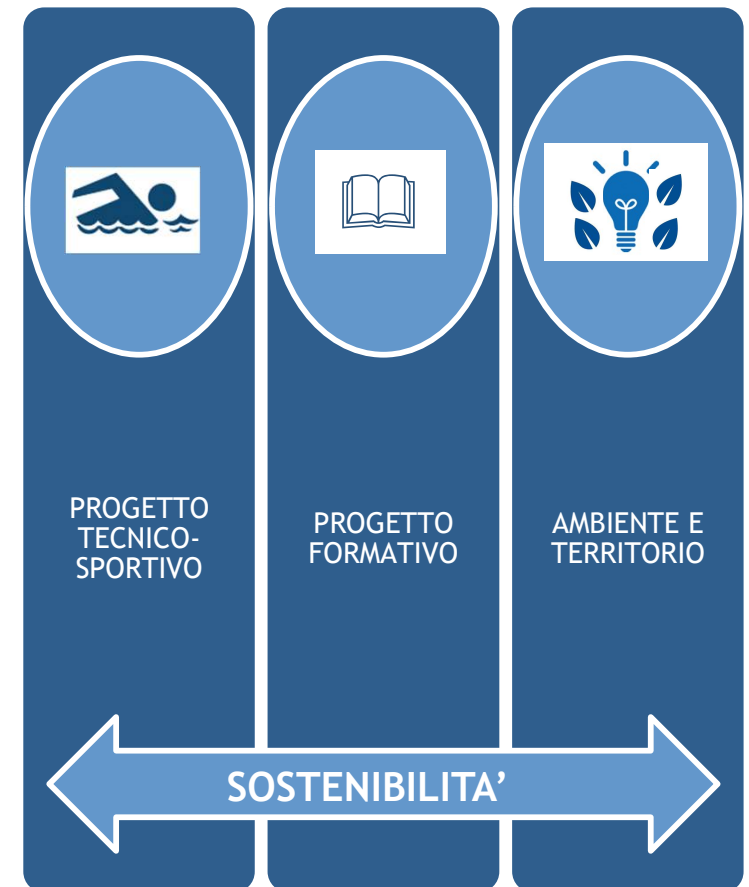 PROGETTO
TECNICO-
SPORTIVO
PROGETTO
FORMATIVO
AMBIENTE E
TERRITORIO
SOSTENIBILITA’